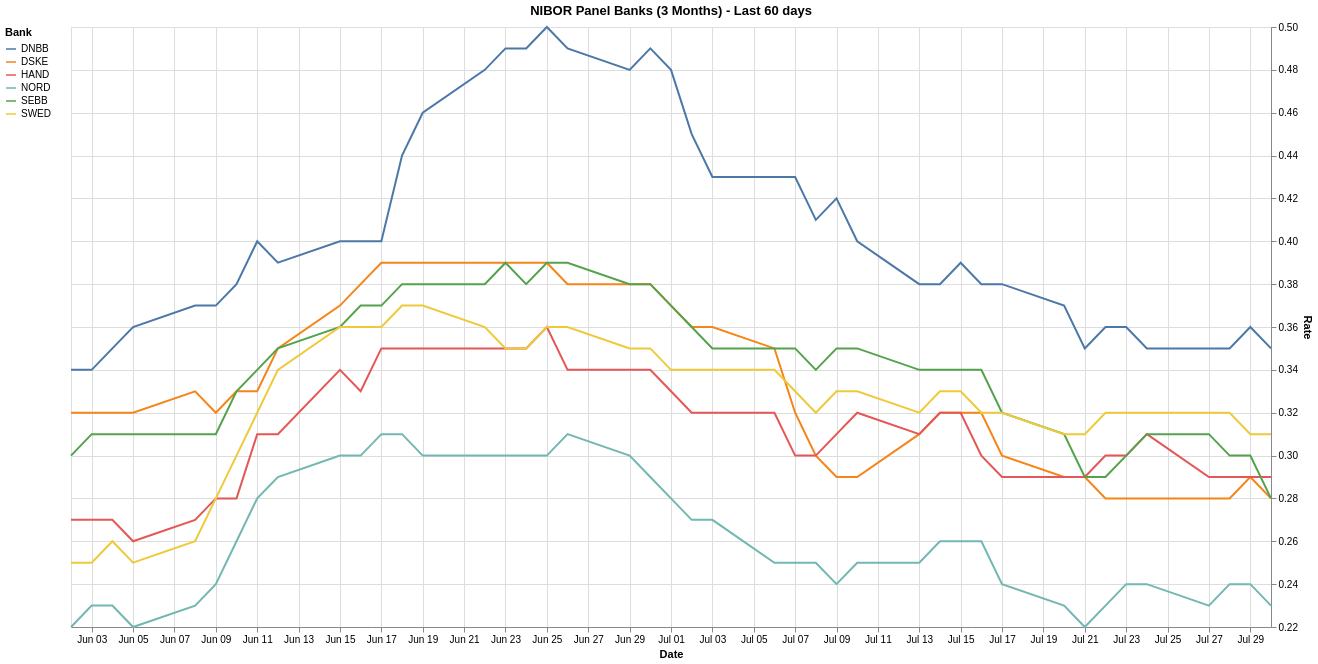 NIBOR Panel Banks (3 Months) - Last 60 days
Bank
DNBB
DSKE
HAND
NORD
SEBB
SWED
0.50
0.48
0.46
0.44
0.42
0.40
0.38
0.36
0.34
0.32
0.30
0.28
0.26
0.24
0.22
Rate
Jun 03 Jun 05 Jun 07 Jun 09 Jun 11 Jun 13 Jun 15 Jun 17 Jun 19 Jun 21 Jun 23 Jun 25 Jun 27 Jun 29 Jul 01 Jul 03 Jul 05 Jul 07 Jul 09 Jul 11 Jul 13 Jul 15 Jul 17 Jul 19 Jul 21 Jul 23 Jul 25 Jul 27 Jul 29
Date